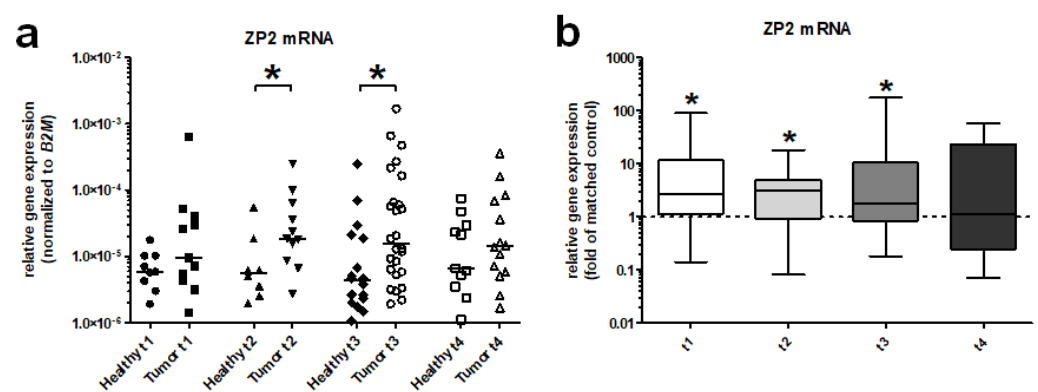 a
ZP2 mRNA
relative gene expression
(normalized to B2M)
1.0×10⁻²
1.0×10⁻³
1.0×10⁻⁴
1.0×10⁻⁵
1.0×10⁻⁶
*
*
Healthy t1
Tumor t1
Healthy t2
Tumor t2
Healthy t3
Tumor t3
Healthy t4
Tumor t4
b
ZP2 mRNA
relative gene expression
(fold of matched control)
1000
100
10
1
0.1
0.01
*
*
*
t1
t2
t3
t4